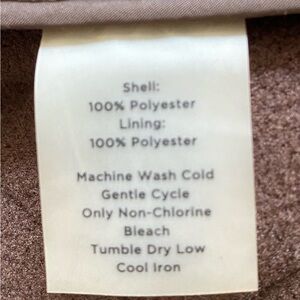 Shell:
100% Polyester
Lining:
100% Polyester
Machine Wash Cold
Gentle Cycle
Only Non-Chlorine
Bleach
Tumble Dry Low
Cool Iron